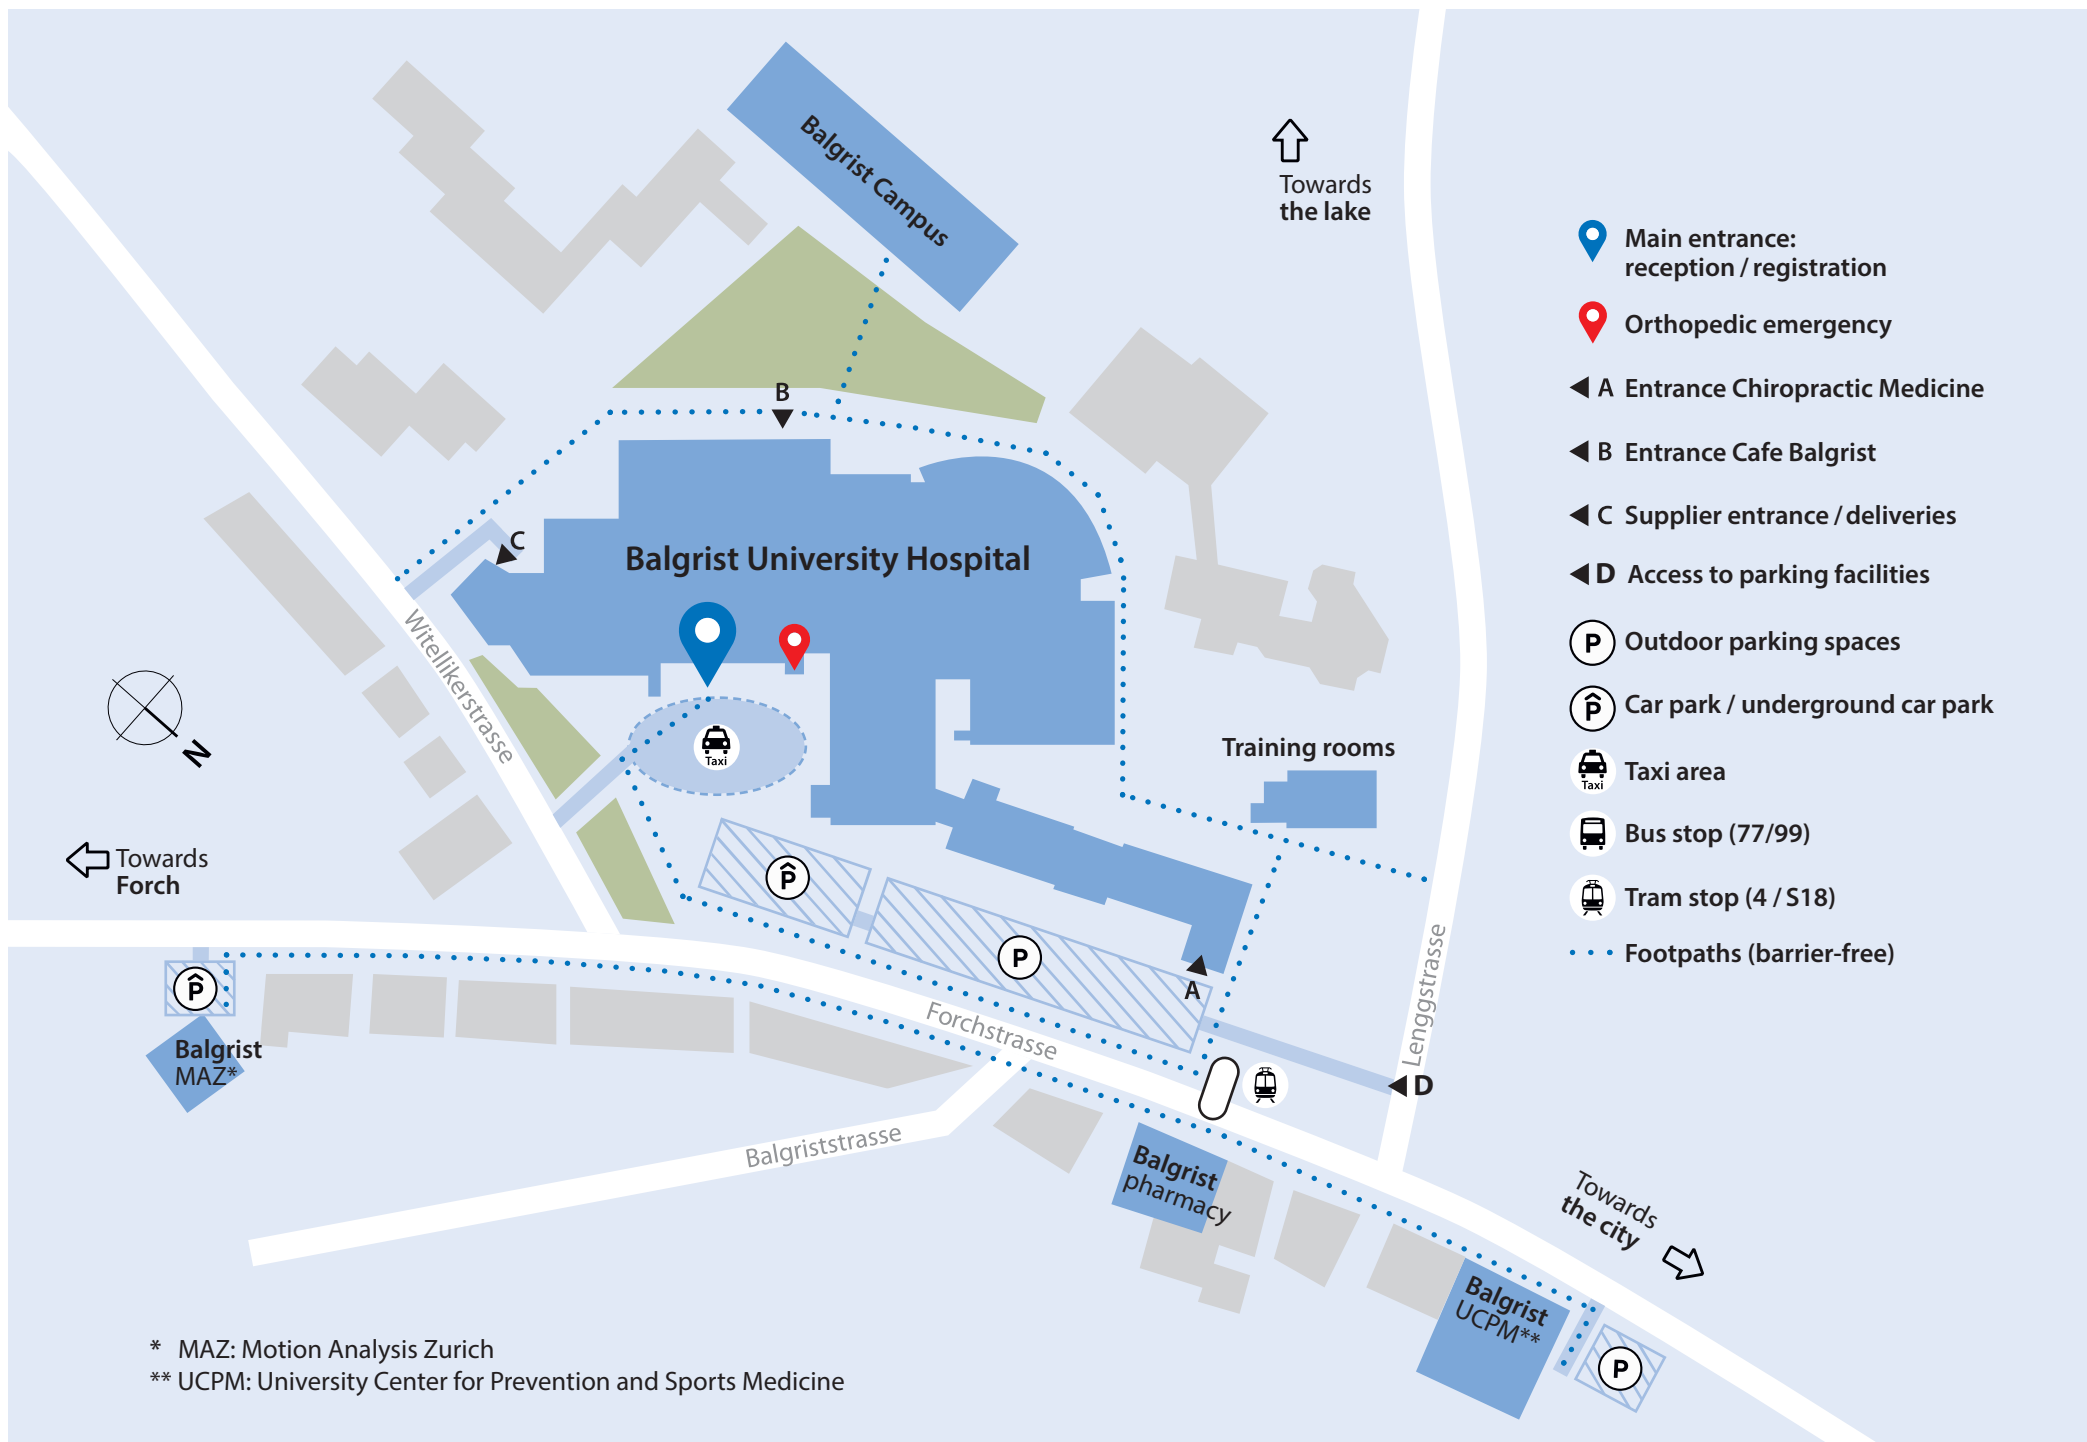 Balgrist Campus
Towards
the lake
B
C
Balgrist University Hospital
Witellikerstrasse
N
Taxi
Training rooms
Towards
Forch
P
P
A
Forchstrasse
Lenggstrasse
D
P
Balgrist
MAZ*
Balgriststrasse
Balgrist
pharmacy
Towards
the city
Balgrist
UCPM**
P
Main entrance:
reception / registration
Orthopedic emergency
A Entrance Chiropractic Medicine
B Entrance Cafe Balgrist
C Supplier entrance / deliveries
D Access to parking facilities
P Outdoor parking spaces
P Car park / underground car park
Taxi Taxi area
Bus stop (77/99)
Tram stop (4 / S18)
Footpaths (barrier-free)
* MAZ: Motion Analysis Zurich
** UCPM: University Center for Prevention and Sports Medicine